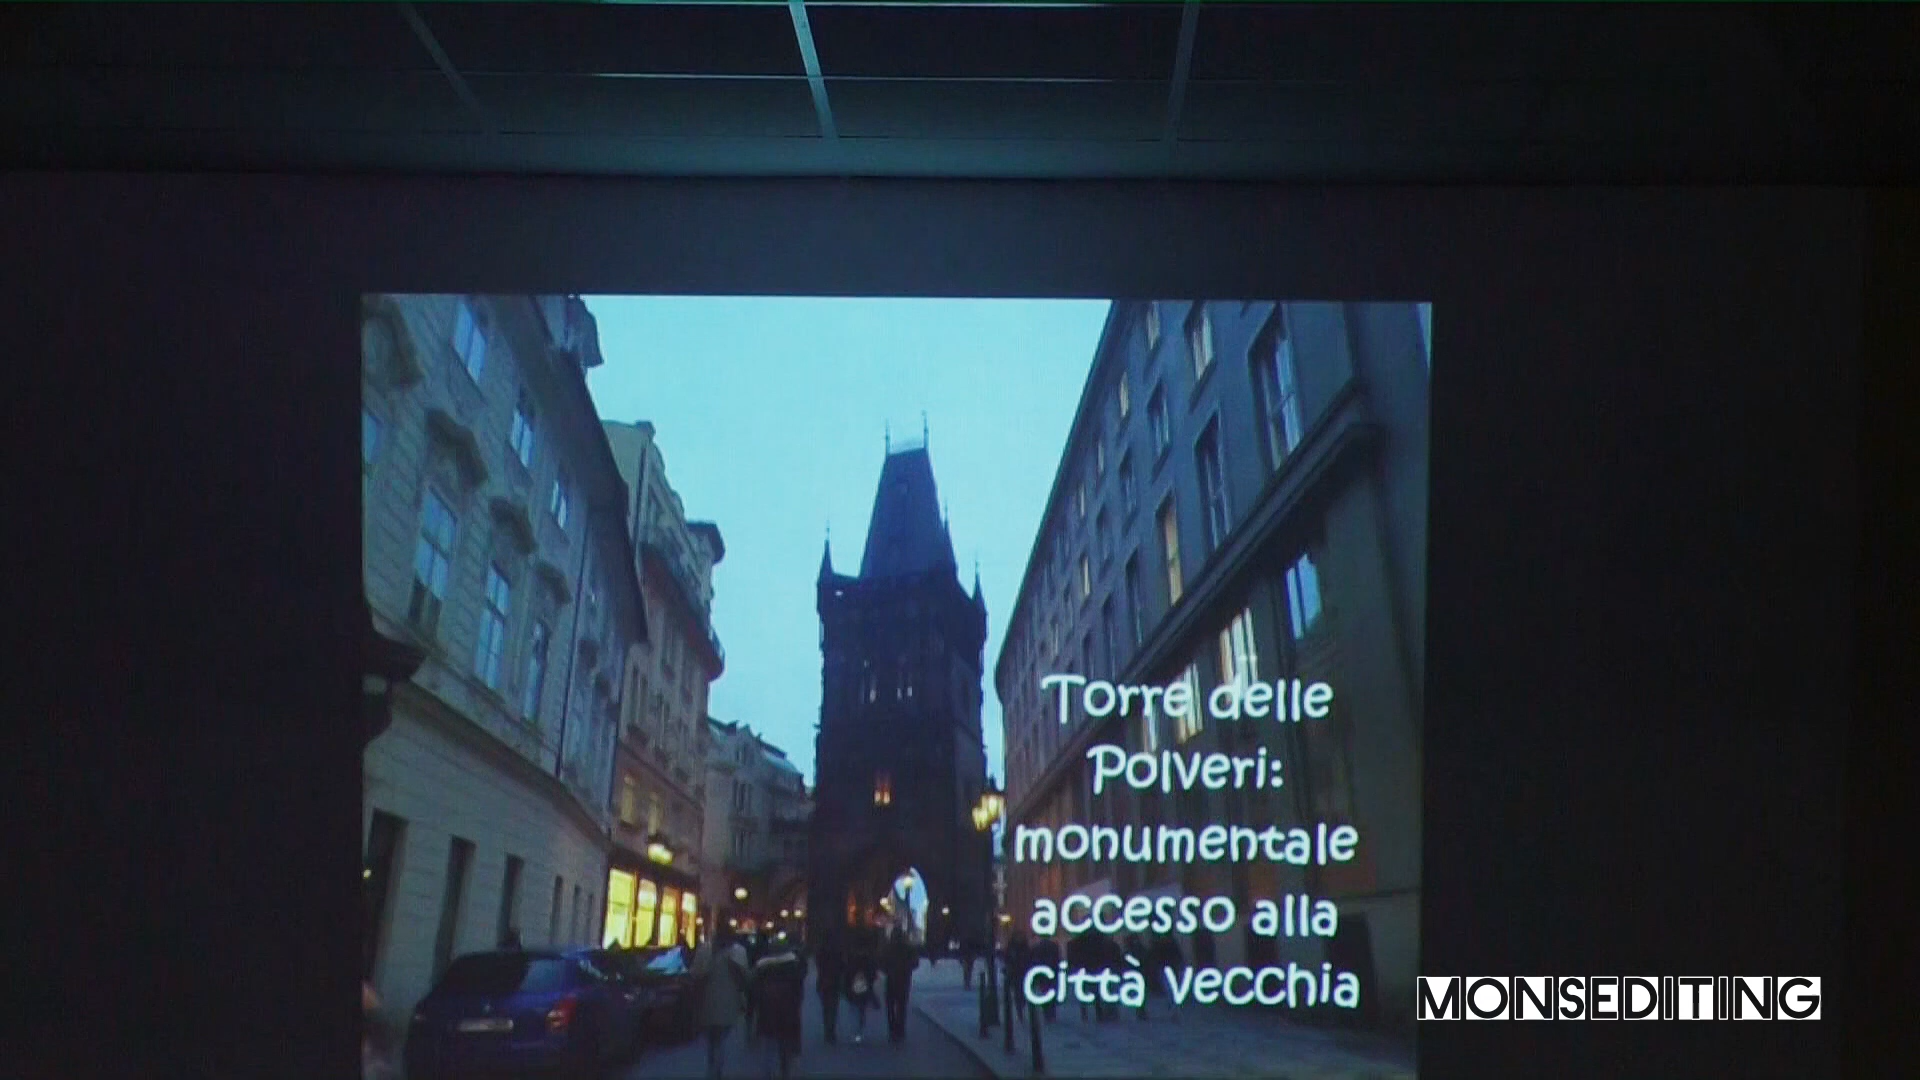 Torre delle
Polveri:
monumentale
accesso alla
città vecchia
MONSEDITING